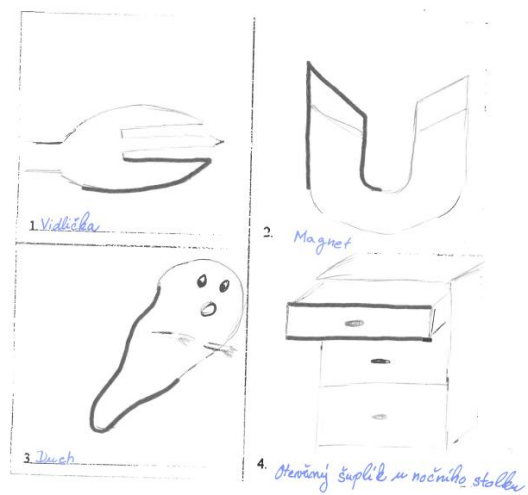 1. Vidlička
2. Magnet
3. Duch
4. Otevřený šuplík u nočního stolku